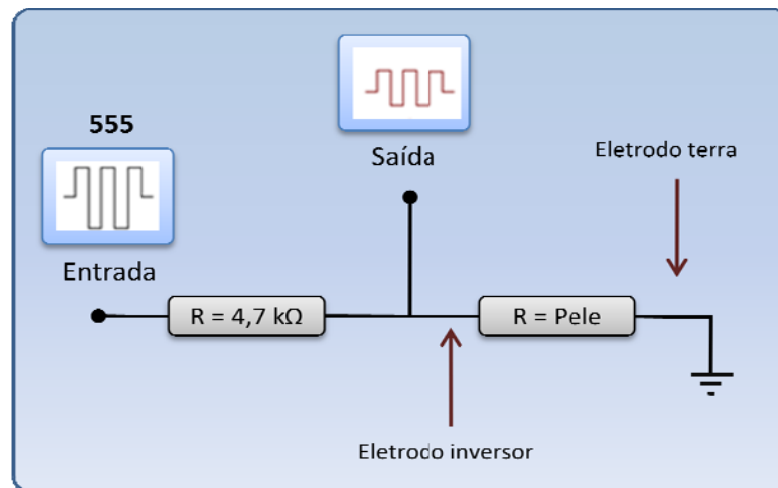 555
Entrada
Saída
Eletrodo terra
R = 4,7 kΩ
R = Pele
Eletrodo inversor